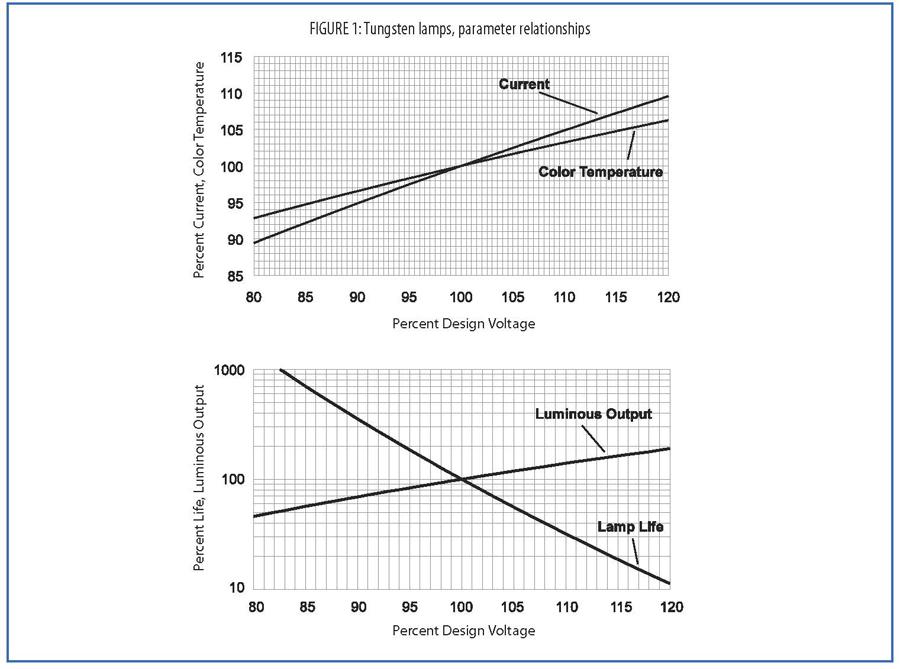 FIGURE 1: Tungsten lamps, parameter relationships
Percent Current, Color Temperature
115
110
105
100
95
90
85
Current
Color Temperature
80 85 90 95 100 105 110 115 120
Percent Design Voltage
Percent Life, Luminous Output
1000
100
10
Luminous Output
Lamp Life
80 85 90 95 100 105 110 115 120
Percent Design Voltage